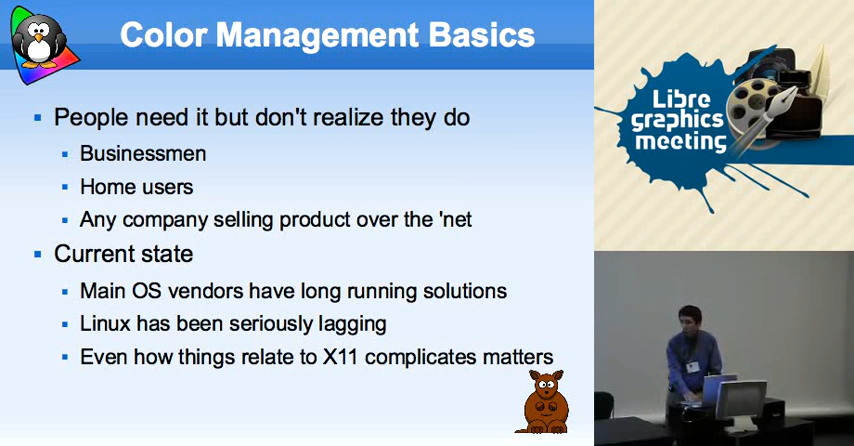 Color Management Basics
People need it but don't realize they do
Businessmen
Home users
Any company selling product over the 'net
Current state
Main OS vendors have long running solutions
Linux has been seriously lagging
Even how things relate to X11 complicates matters
Libre
graphics
meeting